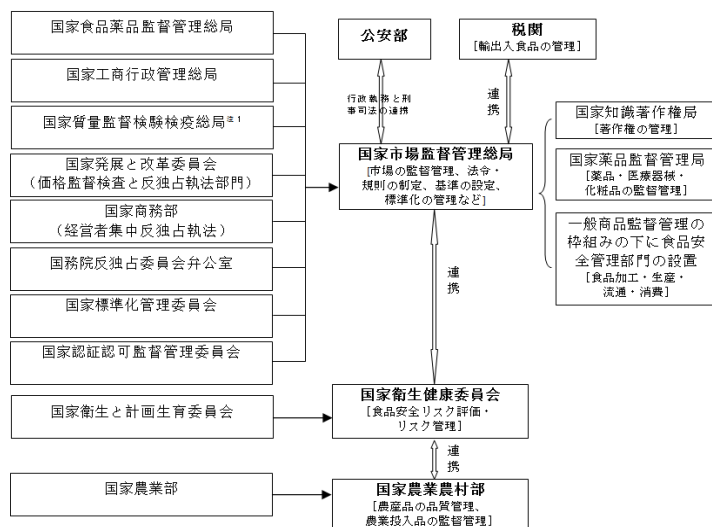 国家食品薬品監督管理総局
国家工商行政管理総局
国家質量監督検験検疫総局注1
国家発展と改革委員会
（価格監督検査と反独占執法部門）
国家商務部
（経営者集中反独占執法）
国務院反独占委員会弁公室
国家標準化管理委員会
国家認証認可監督管理委員会
国家衛生と計画生育委員会
国家農業部
公安部
税関
[輸出入食品の管理]
行政執務と刑
事司法の連携
連携
国家市場監督管理総局
[市場の監督管理、法令・
規則の制定、基準の設定、
標準化の管理など]
国家知識著作権局
[著作権の管理]
国家薬品監督管理局
[薬品・医療器械・
化粧品の監督管理]
一般商品監督管理の
枠組みの下に食品安
全管理部門の設置
[食品加工・生産・
流通・消費]
連携
国家衛生健康委員会
[食品安全リスク評価・
リスク管理]
連携
国家農業農村部
[農産品の品質管理、
農業投入品の監督管理]